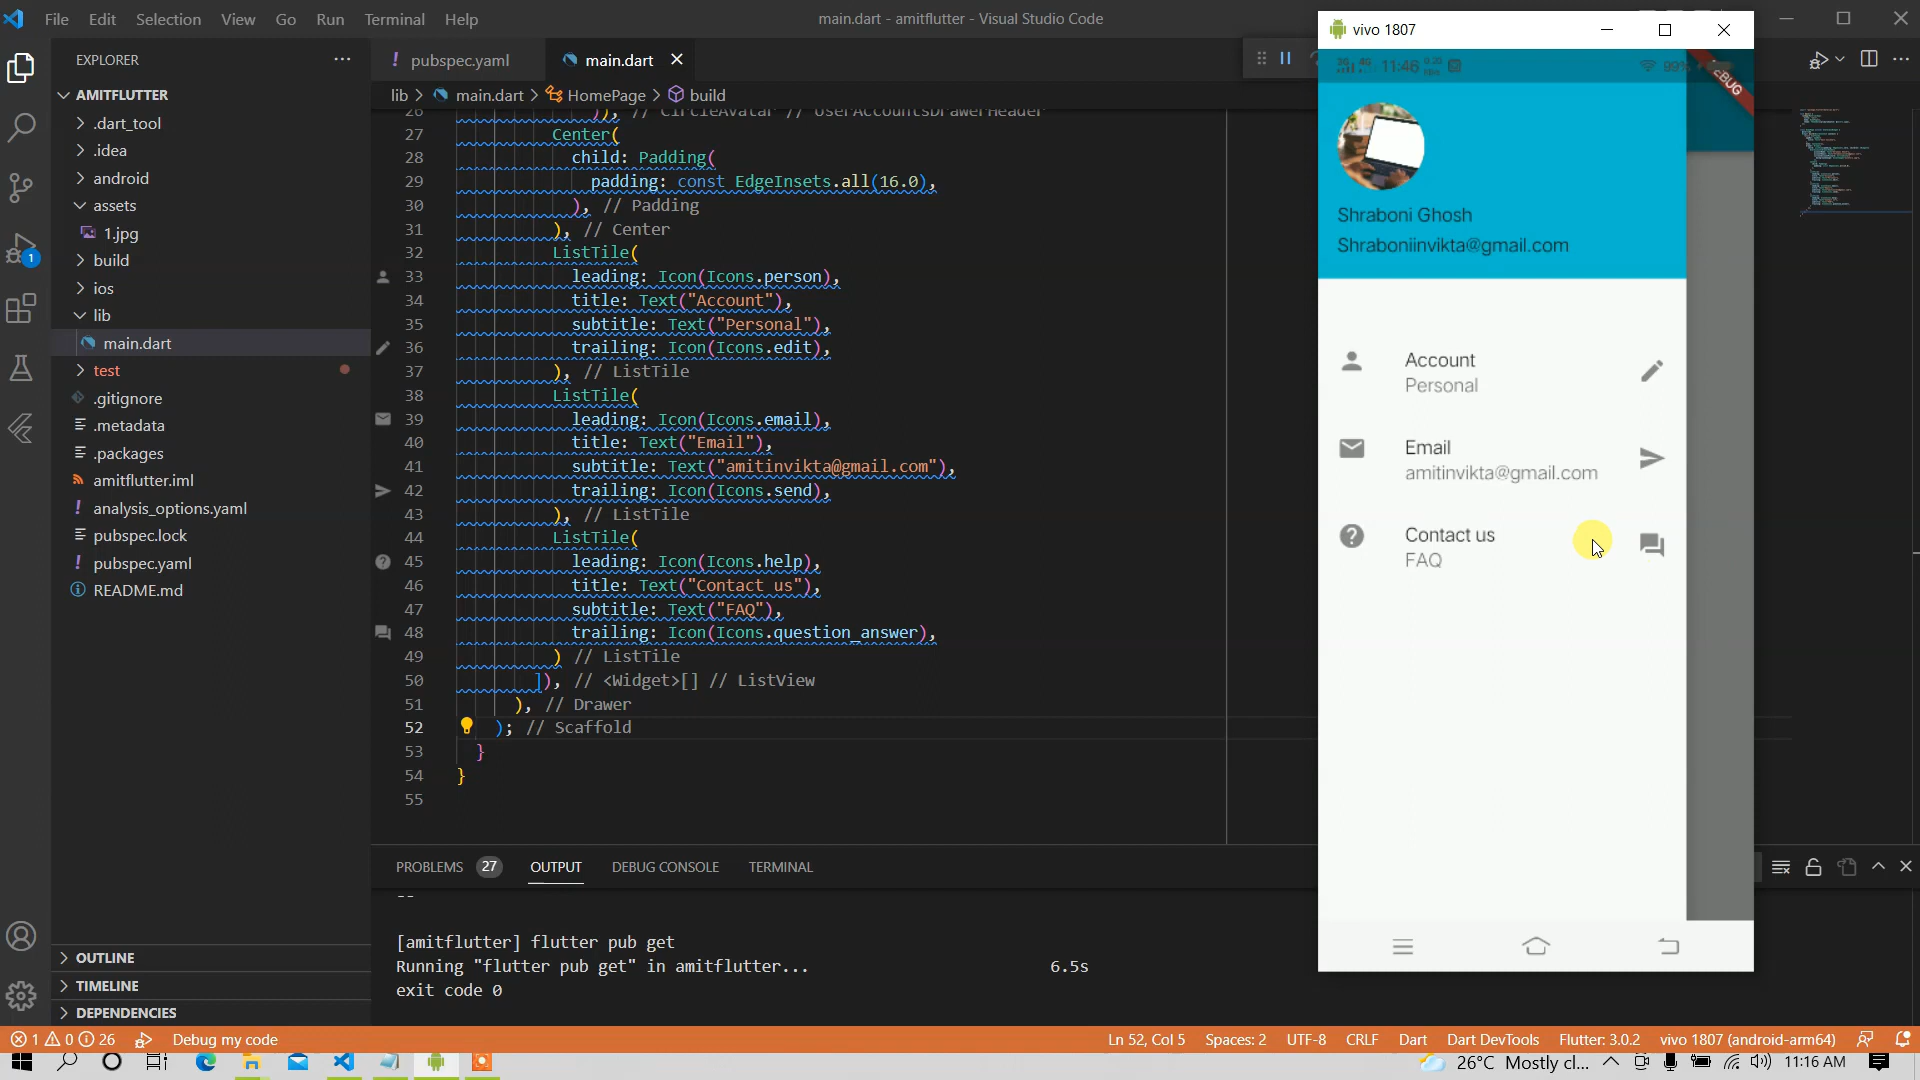 File Edit Selection View Go Run Terminal Help
main.dart - amitflutter - Visual Studio Code
EXPLORER
AMITFLUTTER
.dart_tool
.idea
android
assets
1.jpg
build
ios
lib
main.dart
test
.gitignore
.metadata
.packages
amitflutter.iml
analysis_options.yaml
pubspec.lock
pubspec.yaml
README.md
OUTLINE
TIMELINE
DEPENDENCIES
1
pubspec.yaml
main.dart
lib > main.dart > HomePage > build
26 )), // CircleAvatar // UserAccountsDrawerHeader
27 Center(
28 child: Padding(
29 padding: const EdgeInsets.all(16.0),
30 ), // Padding
31 ), // Center
32 ListTile(
33 leading: Icon(Icons.person),
34 title: Text("Account"),
35 subtitle: Text("Personal"),
36 trailing: Icon(Icons.edit),
37 ), // ListTile
38 ListTile(
39 leading: Icon(Icons.email),
40 title: Text("Email"),
41 subtitle: Text("amitinvikta@gmail.com"),
42 trailing: Icon(Icons.send),
43 ), // ListTile
44 ListTile(
45 leading: Icon(Icons.help),
46 title: Text("Contact us"),
47 subtitle: Text("FAQ"),
48 trailing: Icon(Icons.question_answer),
49 ) // ListTile
50 ]), // <Widget>[] // ListView
51 ), // Drawer
52 ); // Scaffold
53 }
54 }
55
PROBLEMS 27 OUTPUT DEBUG CONSOLE TERMINAL
--
[amitflutter] flutter pub get
Running "flutter pub get" in amitflutter... 6.5s
exit code 0
vivo 1807
11:46
99%
Shraboni Ghosh
Shraboniinvikta@gmail.com
Account
Personal
Email
amitinvikta@gmail.com
Contact us
FAQ
1 0 26 Debug my code
Ln 52, Col 5 Spaces: 2 UTF-8 CRLF Dart Dart DevTools Flutter: 3.0.2 vivo 1807 (android-arm64)
26°C Mostly cl... 11:16 AM